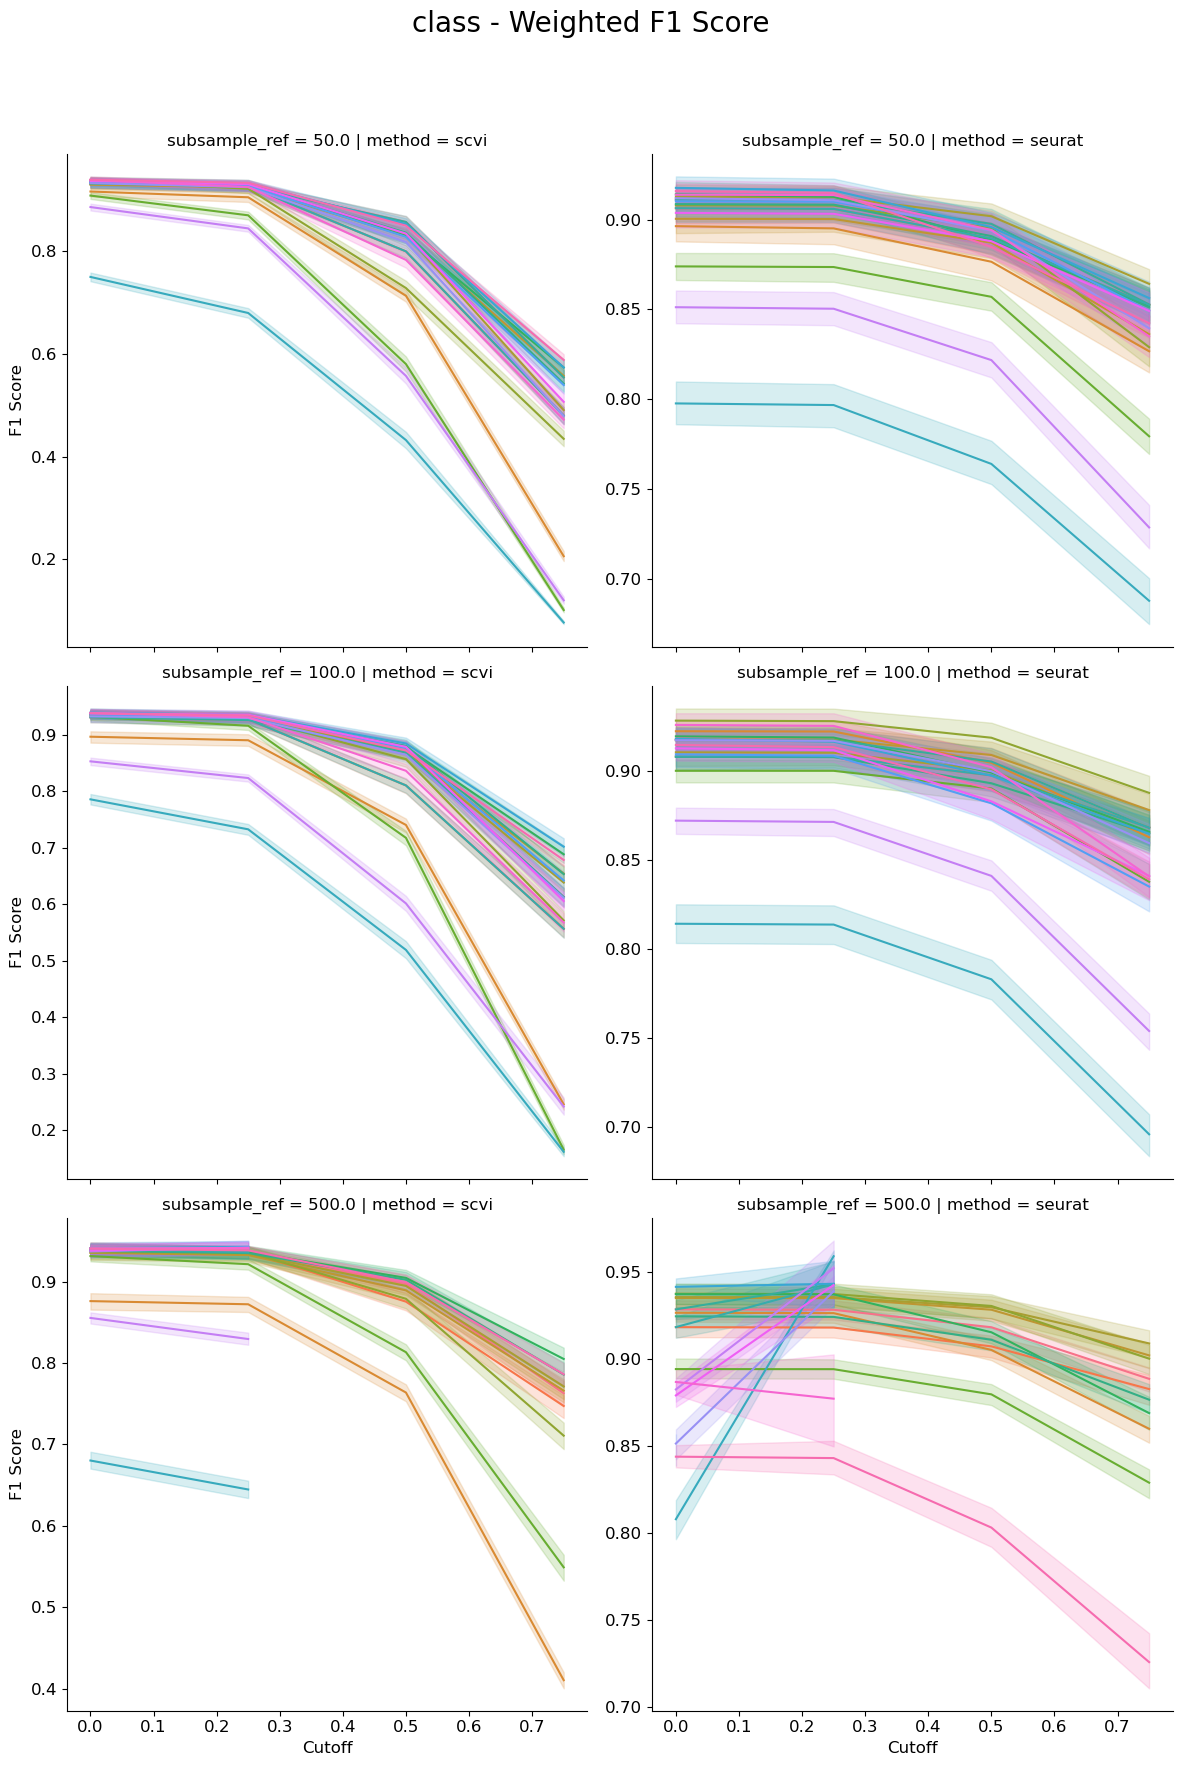 class - Weighted F1 Score
subsample_ref = 50.0 | method = scvi
subsample_ref = 50.0 | method = seurat
0.8
0.6
0.4
0.2
F1 Score
0.90
0.85
0.80
0.75
0.70
subsample_ref = 100.0 | method = scvi
subsample_ref = 100.0 | method = seurat
0.9
0.8
0.7
0.6
0.5
0.4
0.3
0.2
F1 Score
0.90
0.85
0.80
0.75
0.70
subsample_ref = 500.0 | method = scvi
subsample_ref = 500.0 | method = seurat
0.9
0.8
0.7
0.6
0.5
0.4
F1 Score
0.95
0.90
0.85
0.80
0.75
0.70
0.0 0.1 0.2 0.3 0.4 0.5 0.6 0.7
Cutoff
0.0 0.1 0.2 0.3 0.4 0.5 0.6 0.7
Cutoff